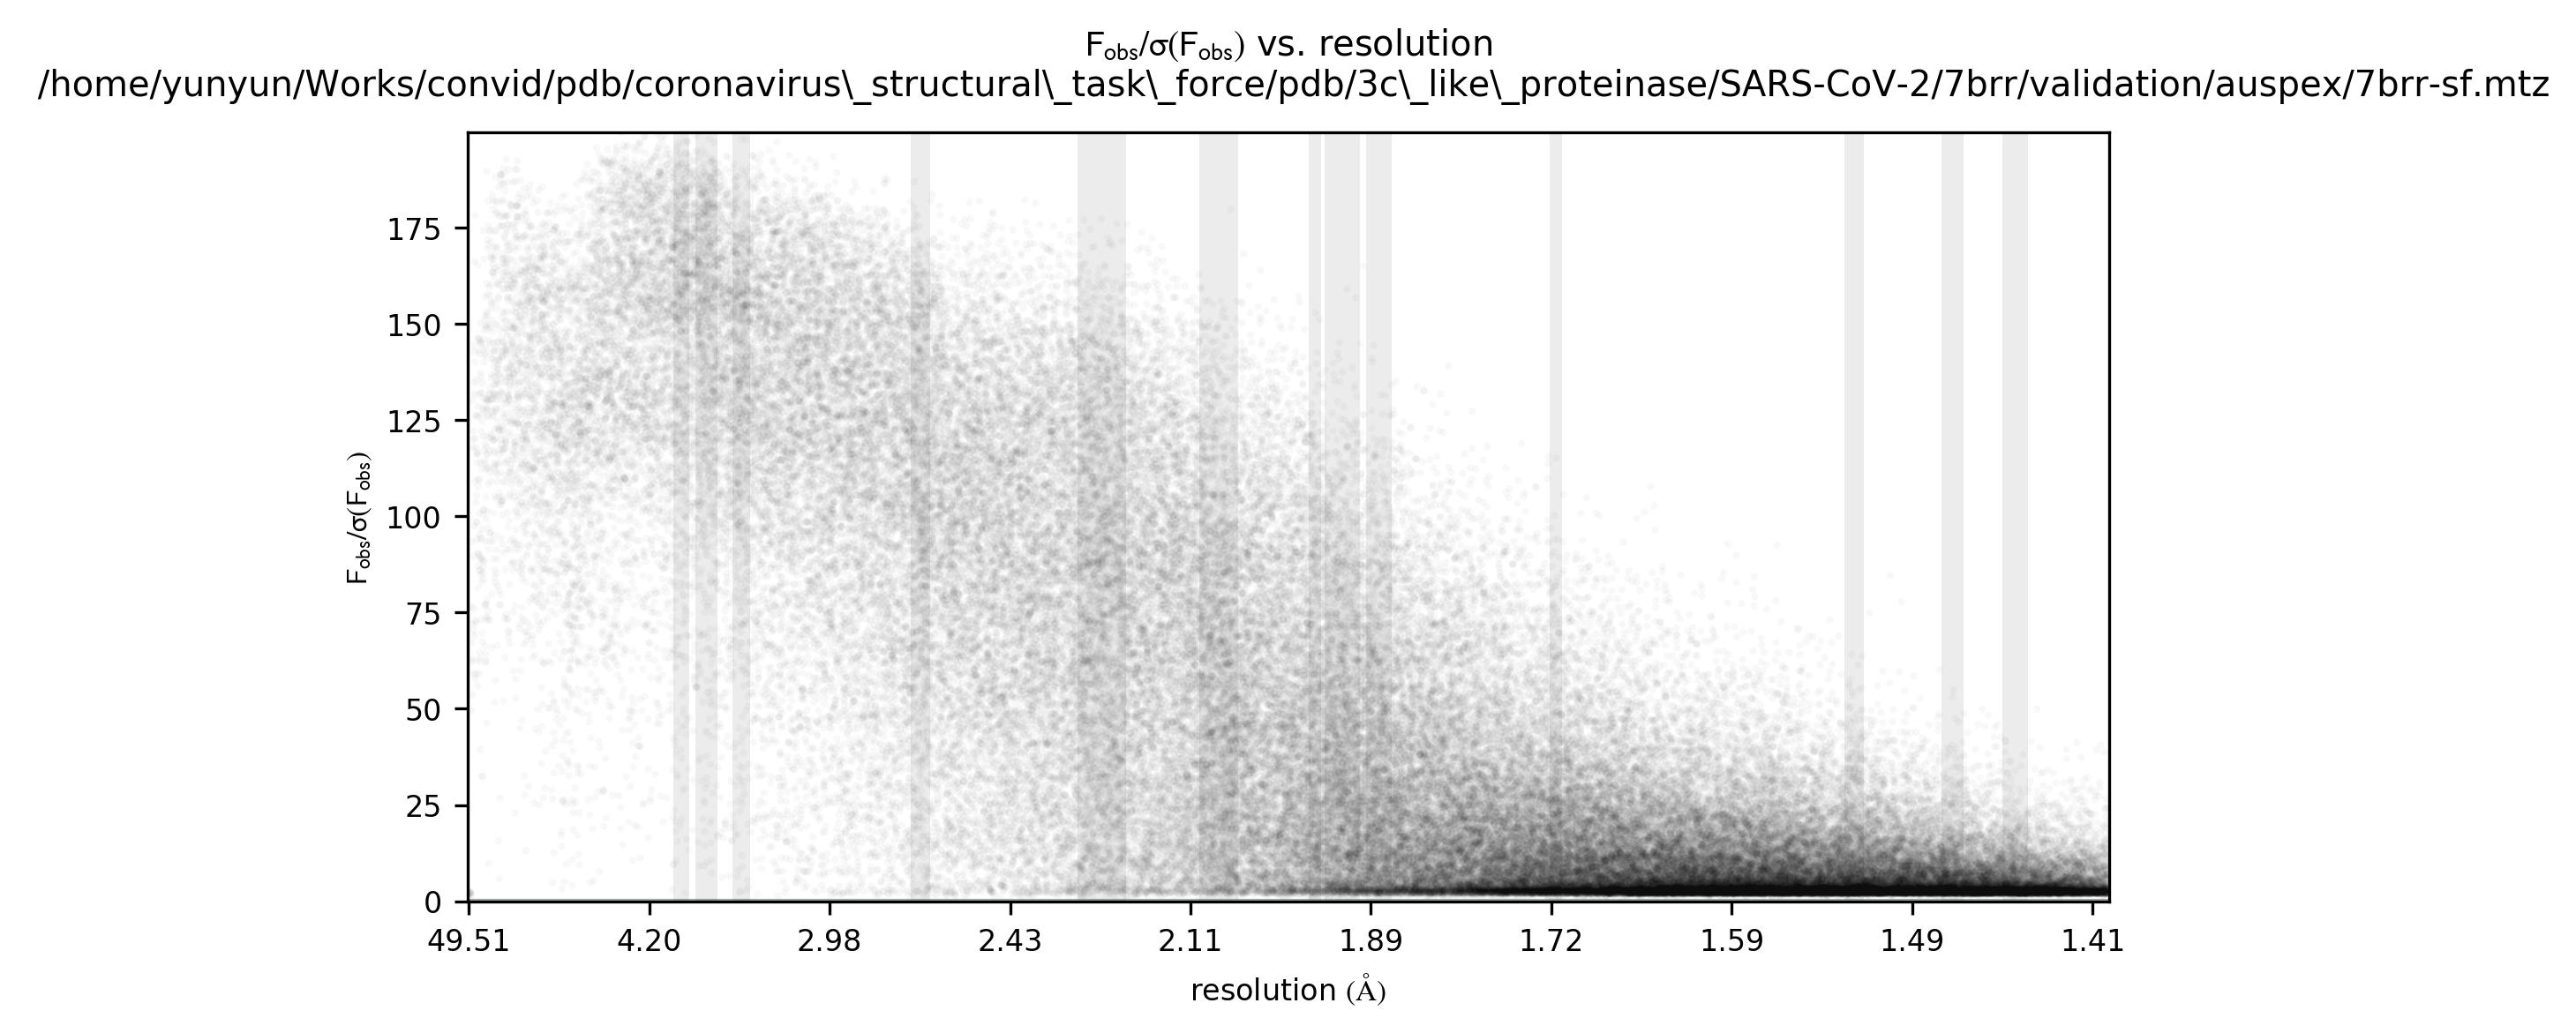 Fobs/σ(Fobs) vs. resolution
/home/yunyun/Works/convid/pdb/coronavirus\_structural\_task\_force/pdb/3c\_like\_proteinase/SARS-CoV-2/7brr/validation/auspex/7brr-sf.mtz
Fobs/σ(Fobs)
175
150
125
100
75
50
25
0
49.51 4.20 2.98 2.43 2.11 1.89 1.72 1.59 1.49 1.41
resolution (Å)